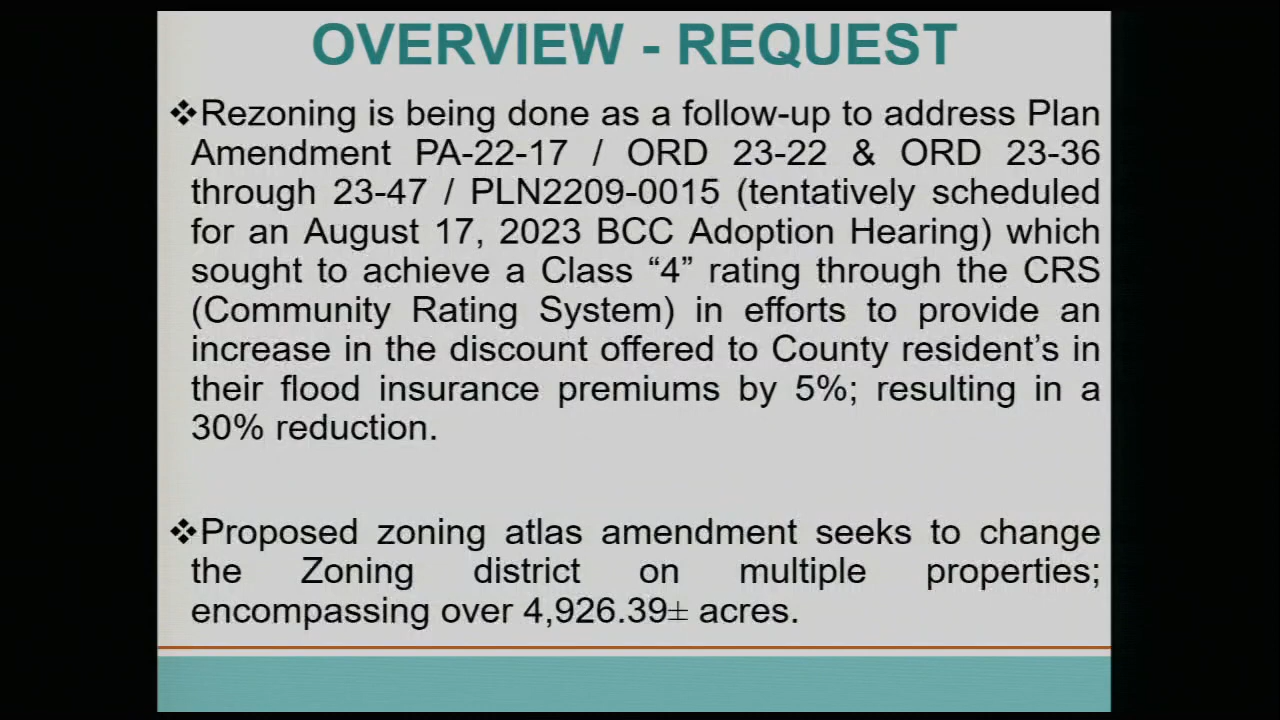 OVERVIEW - REQUEST
❖Rezoning is being done as a follow-up to address Plan
Amendment PA-22-17 / ORD 23-22 & ORD 23-36
through 23-47 / PLN2209-0015 (tentatively scheduled
for an August 17, 2023 BCC Adoption Hearing) which
sought to achieve a Class “4” rating through the CRS
(Community Rating System) in efforts to provide an
increase in the discount offered to County resident’s in
their flood insurance premiums by 5%; resulting in a
30% reduction.
❖Proposed zoning atlas amendment seeks to change
the Zoning district on multiple properties;
encompassing over 4,926.39± acres.